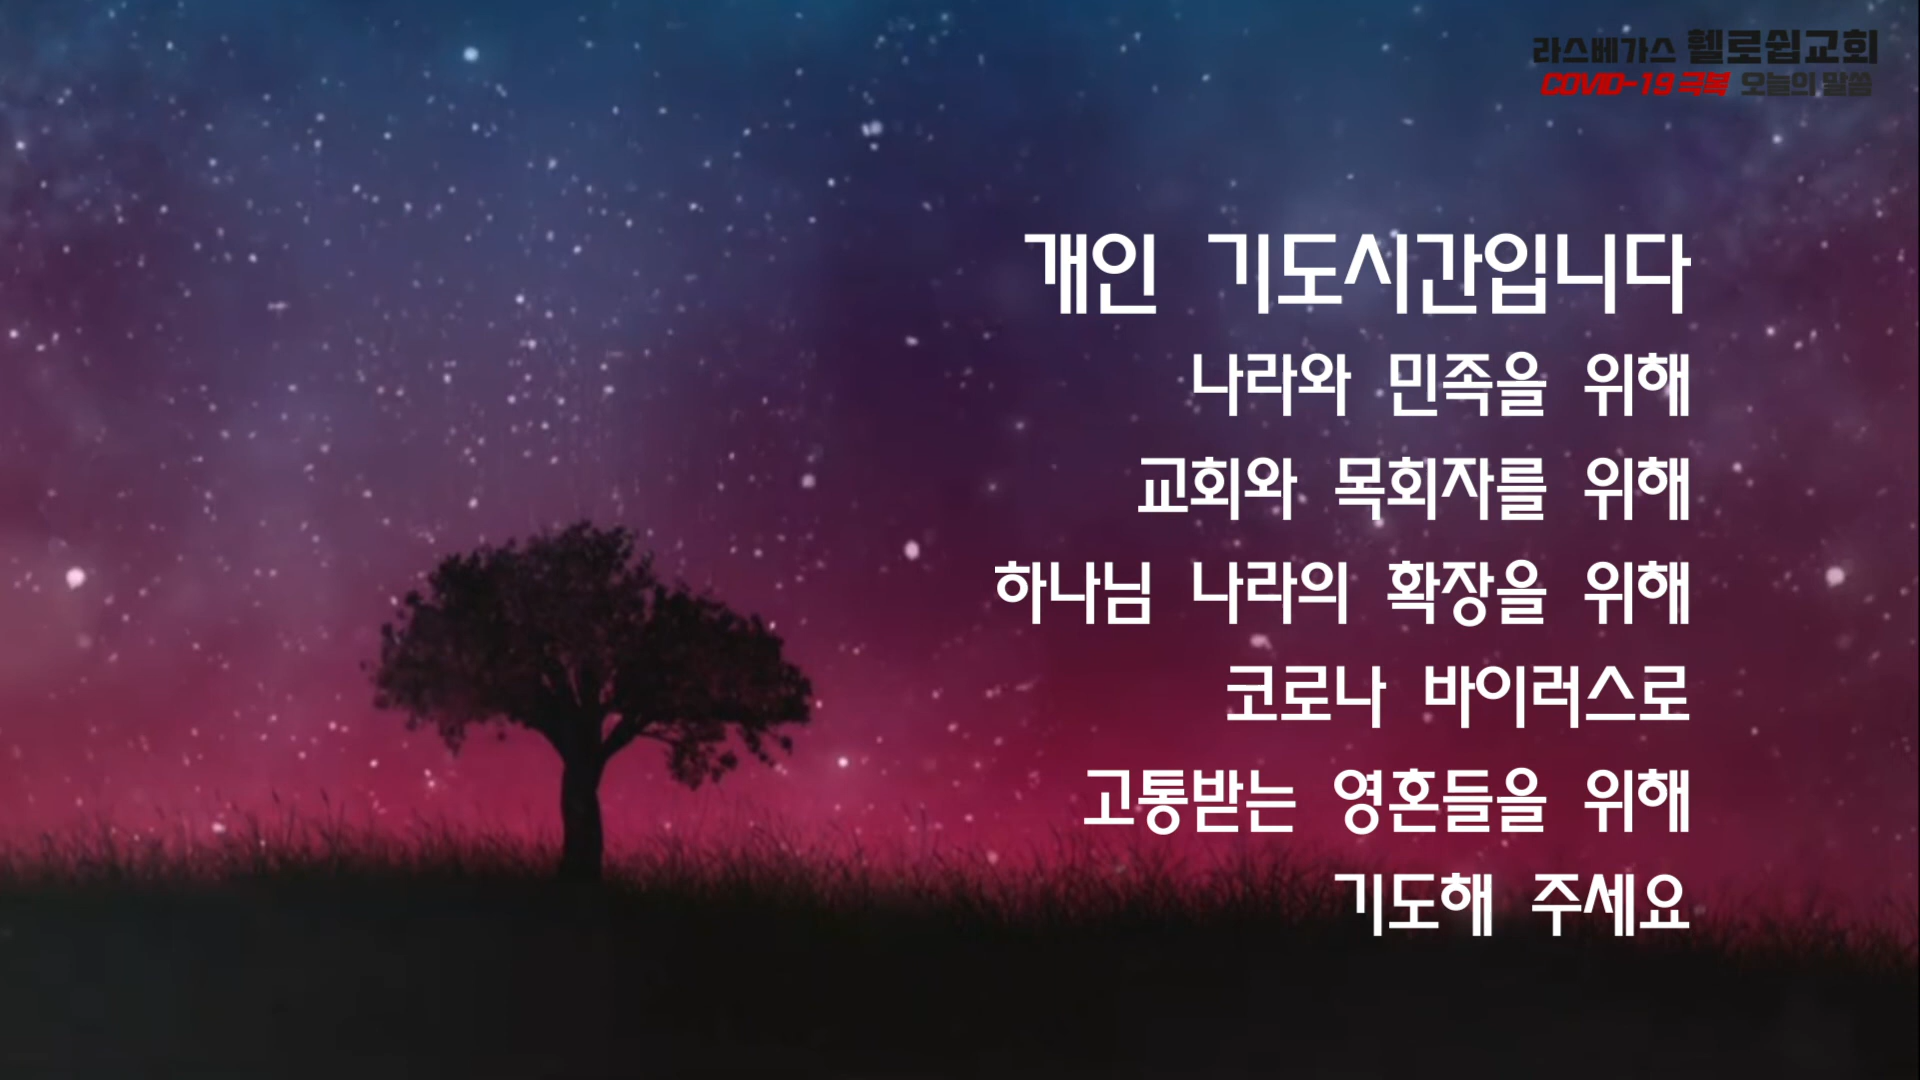 라스베가스 헬로쉽교회
COVID-19 극복 오늘의 말씀
개인 기도시간입니다
나라와 민족을 위해
교회와 목회자를 위해
하나님 나라의 확장을 위해
코로나 바이러스로
고통받는 영혼들을 위해
기도해 주세요